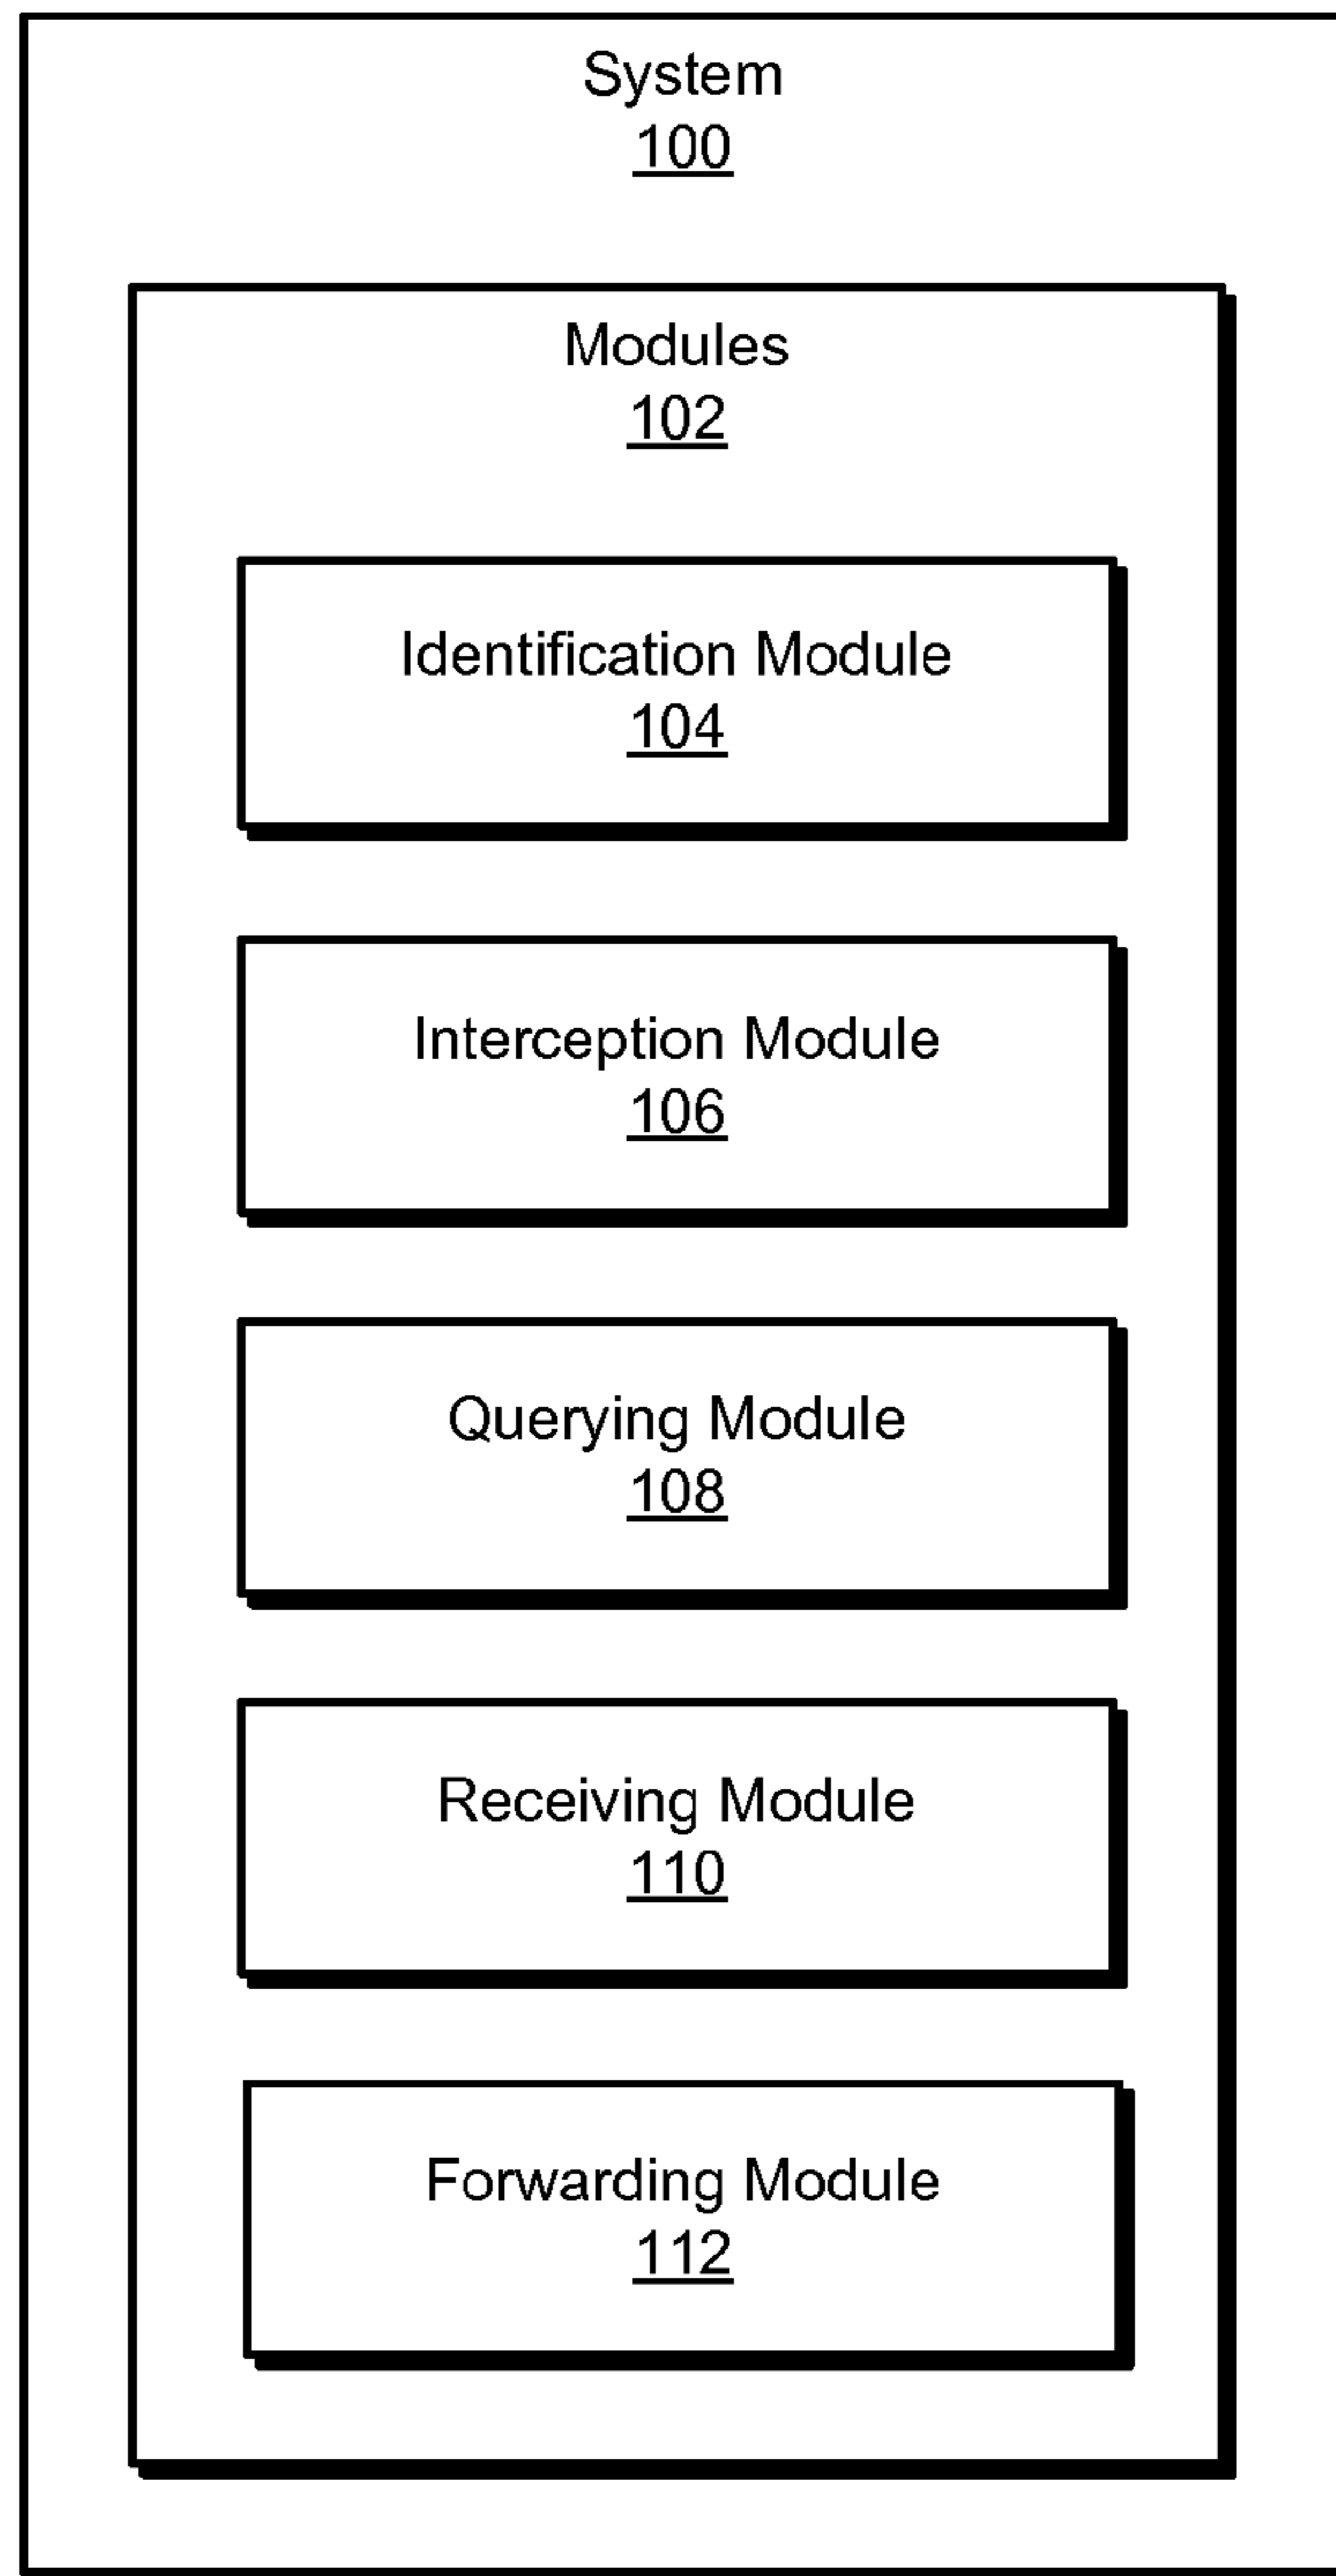 System
100
Modules
102
Identification Module
104
Interception Module
106
Querying Module
108
Receiving Module
110
Forwarding Module
112